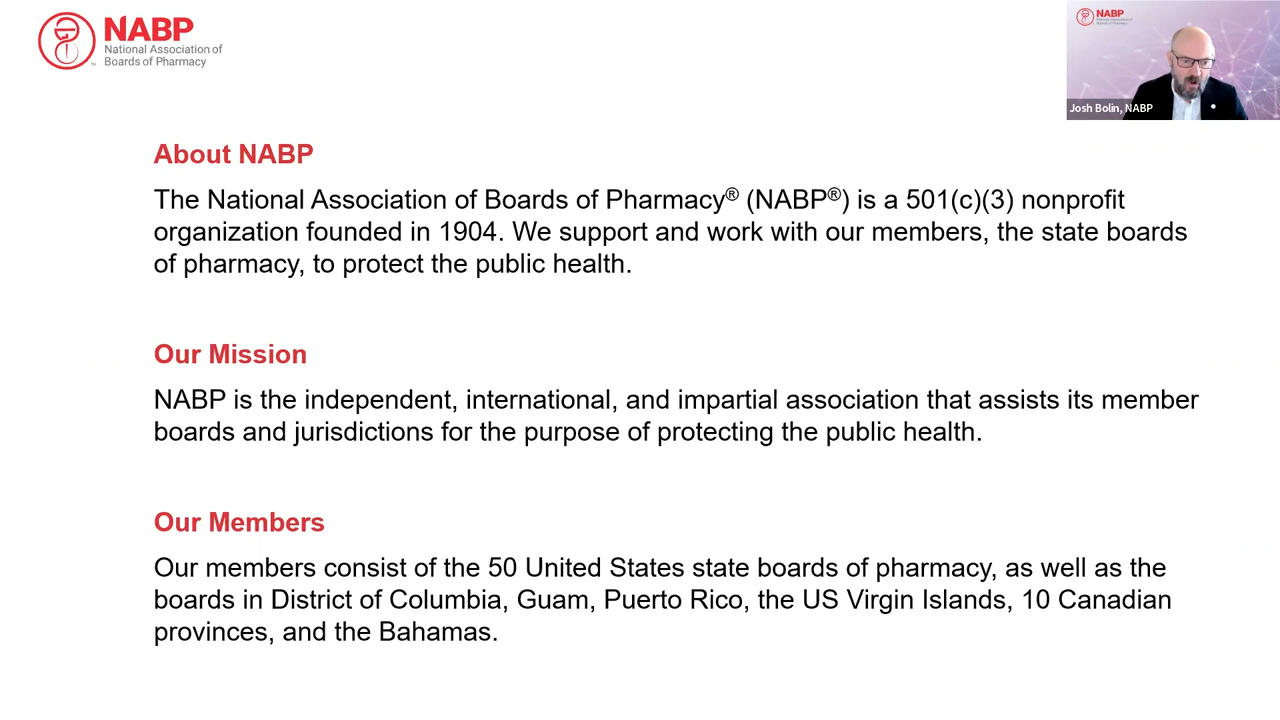 NABP
National Association of
Boards of Pharmacy
NABP
Josh Bolin, NABP
About NABP
The National Association of Boards of Pharmacy® (NABP®) is a 501(c)(3) nonprofit
organization founded in 1904. We support and work with our members, the state boards
of pharmacy, to protect the public health.
Our Mission
NABP is the independent, international, and impartial association that assists its member
boards and jurisdictions for the purpose of protecting the public health.
Our Members
Our members consist of the 50 United States state boards of pharmacy, as well as the
boards in District of Columbia, Guam, Puerto Rico, the US Virgin Islands, 10 Canadian
provinces, and the Bahamas.